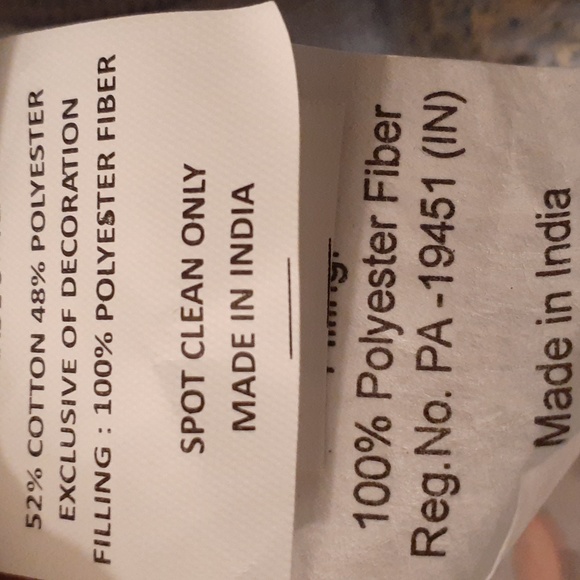 52% COTTON 48% POLYESTER
EXCLUSIVE OF DECORATION
FILLING : 100% POLYESTER FIBER
SPOT CLEAN ONLY
MADE IN INDIA
100% Polyester Fiber
Reg.No. PA-19451 (IN)
Made in India